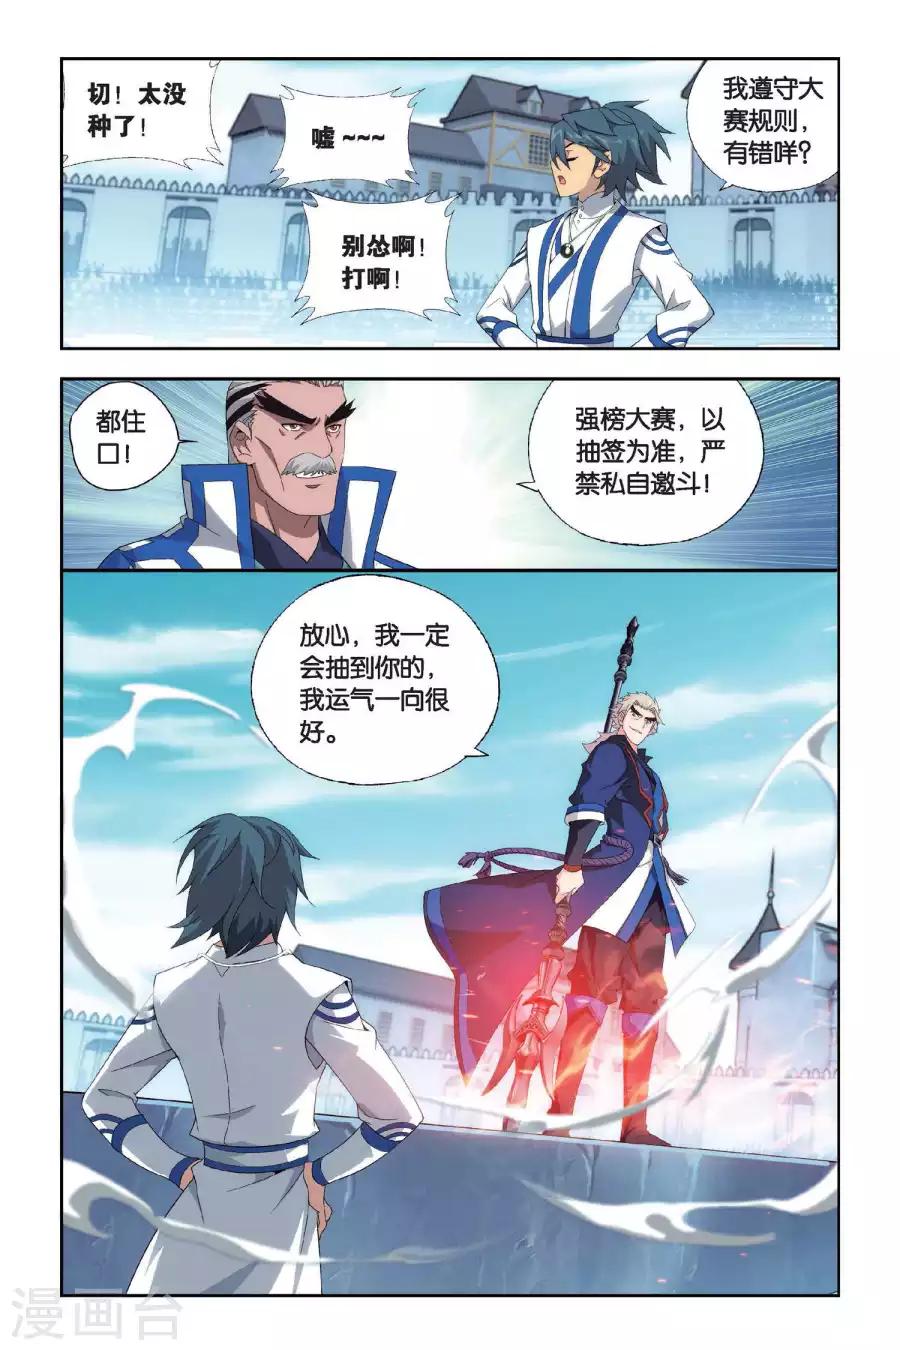 切！太没
种了！
嘘～～～
别怂啊！
打啊！
我遵守大
赛规则，
有错咩？
都住
口！
强榜大赛，以
抽签为准，严
禁私自邀斗！
放心，我一定
会抽到你的，
我运气一向很
好。
漫画台